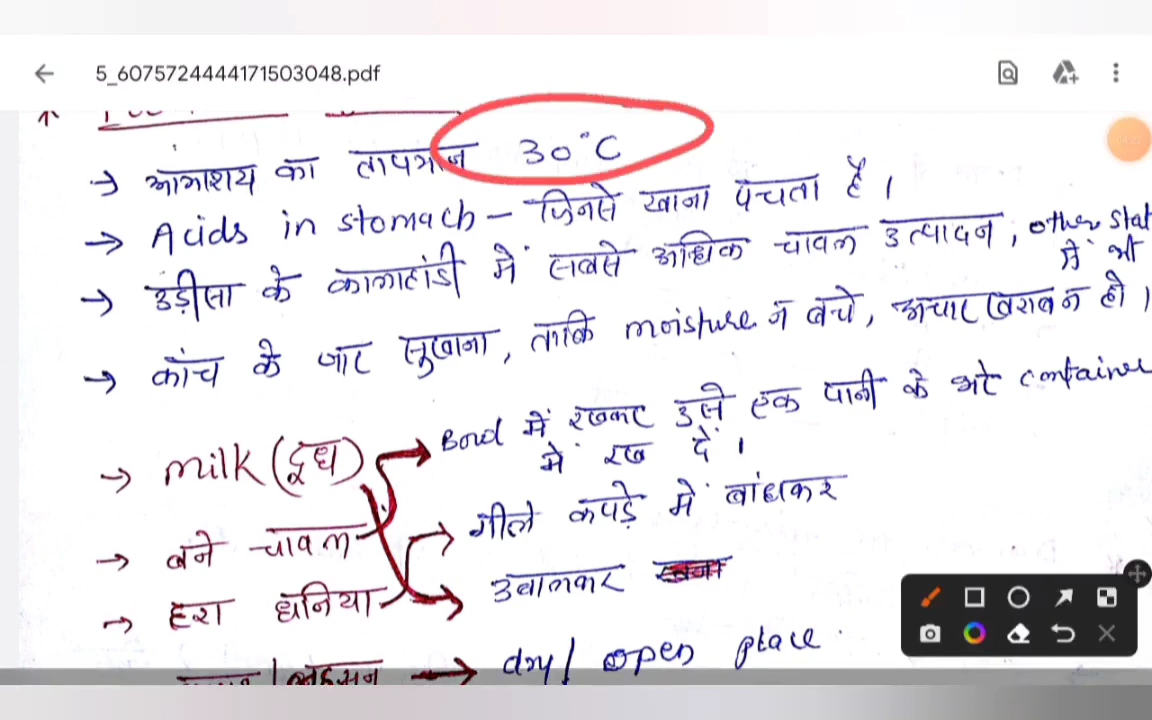 5_6075724444171503048.pdf
→ आमाशय का तापमान 30°C
→ Acids in stomach – जिनसे खाना पचता है।
→ उड़ीसा के कालाहांडी में सबसे अधिक चावल उत्पादन, other stat में भी
→ कांच के जार सुखाना, ताकि moisture न बचे, अचार खराब न हो।
→ milk (दूध)
→ Bowl में रखकर उसे एक पानी के भरे container में रख दें।
→ बने चावल
→ गीले कपड़े में बांधकर
→ हरा धनिया
→ उबालकर
लहसुन → dry/ open place